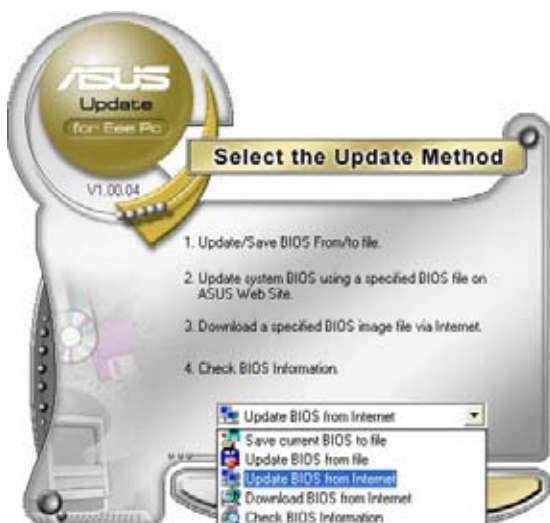 ASUS
Update
for Eee Pc
V1.00.04
Select the Update Method
1. Update/Save BIOS From/to file.
2. Update system BIOS using a specified BIOS file on
ASUS Web Site.
3. Download a specified BIOS image file via Internet.
4. Check BIOS Information.
Update BIOS from Internet
Save current BIOS to file
Update BIOS from file
Update BIOS from Internet
Download BIOS from Internet
Check BIOS Information